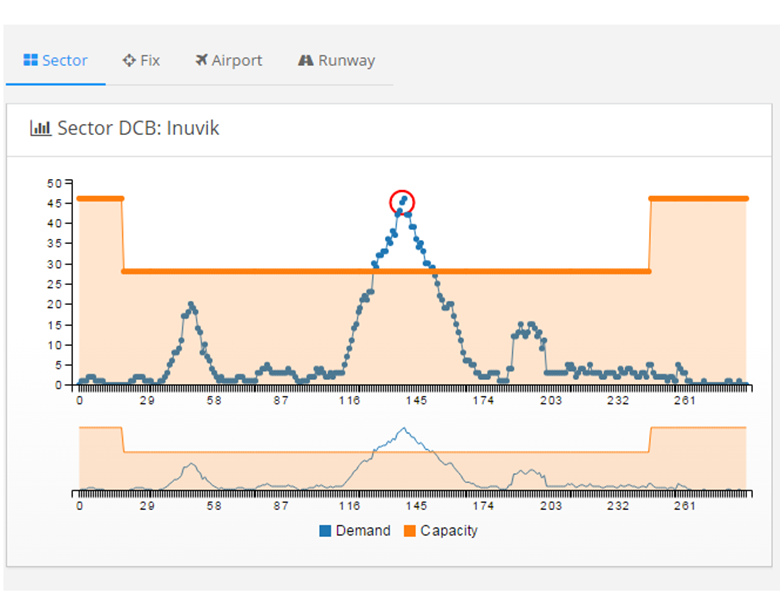 Sector Fix Airport Runway
Sector DCB: Inuvik
50
45
40
35
30
25
20
15
10
5
0
0 29 58 87 116 145 174 203 232 261
0 29 58 87 116 145 174 203 232 261
Demand Capacity